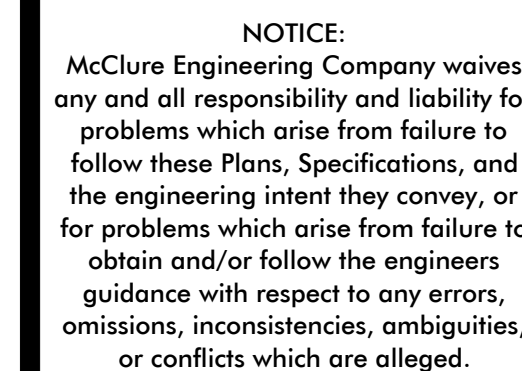 NOTICE:
McClure Engineering Company waives
any and all responsibility and liability for
problems which arise from failure to
follow these Plans, Specifications, and
the engineering intent they convey, or
for problems which arise from failure to
obtain and/or follow the engineers
guidance with respect to any errors,
omissions, inconsistencies, ambiguities,
or conflicts which are alleged.